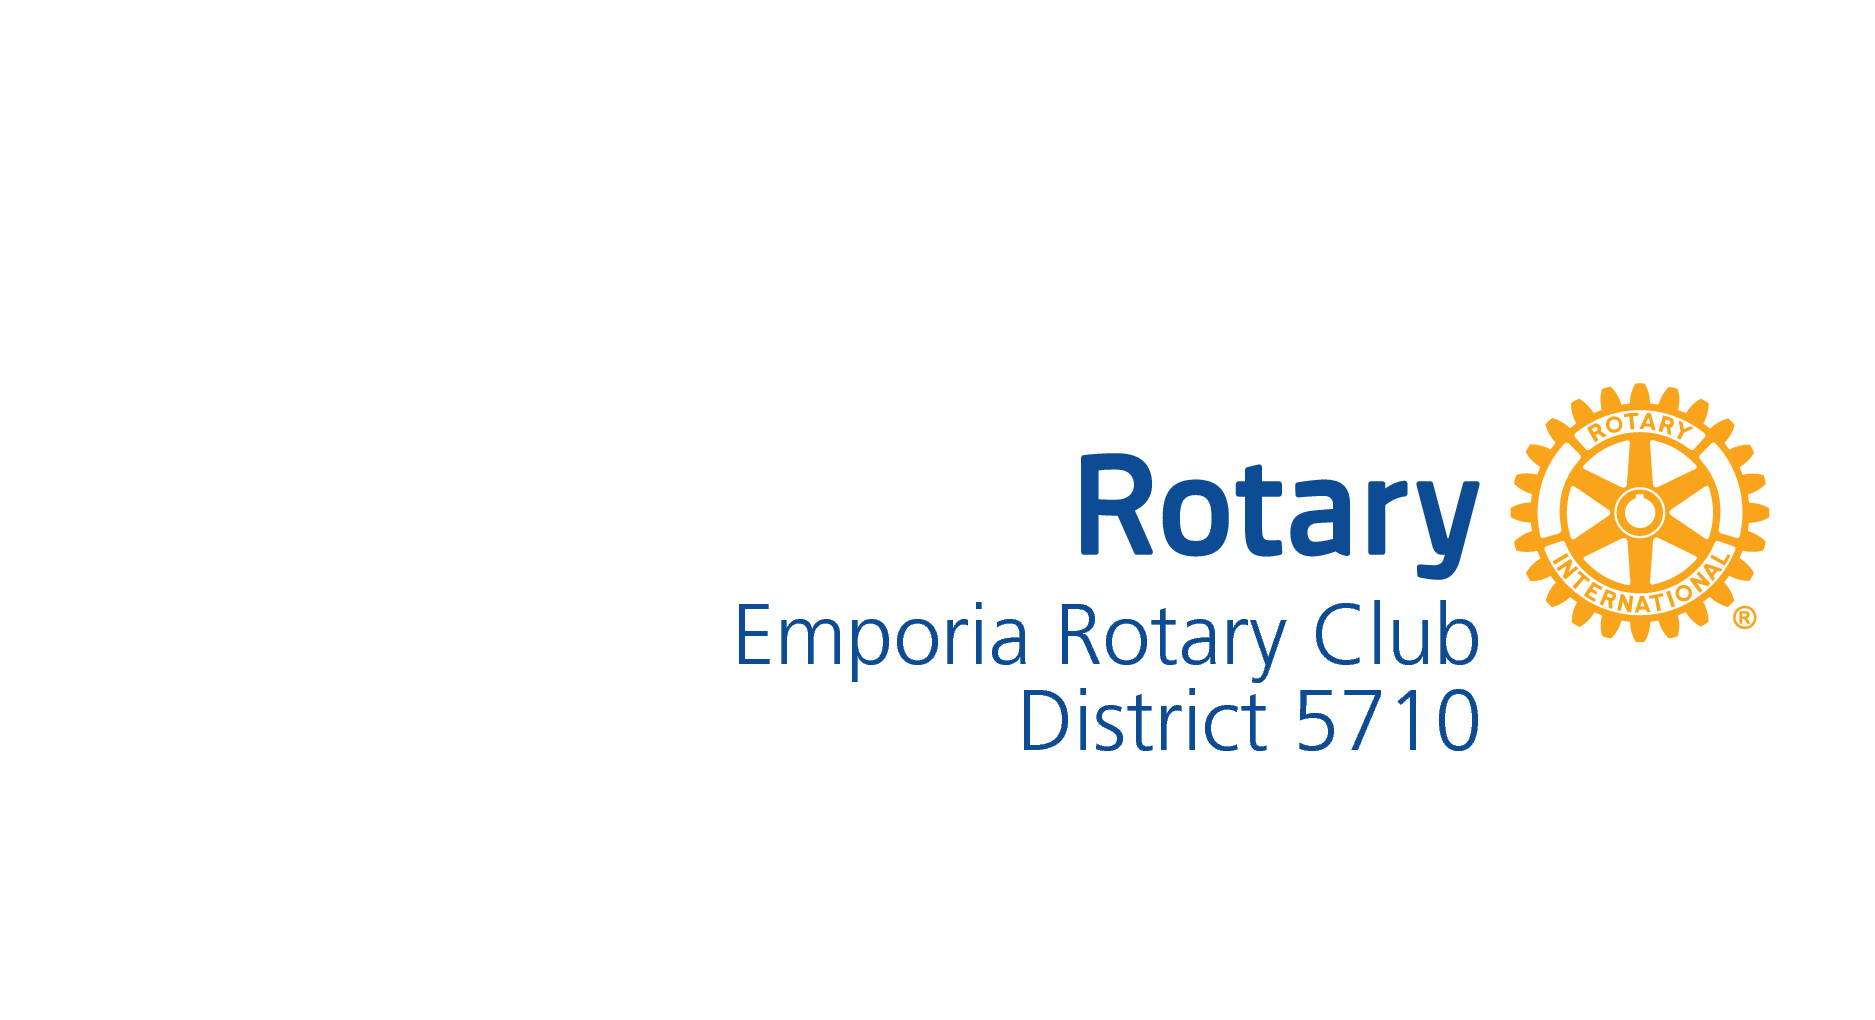 Rotary
Emporia Rotary Club
District 5710
ROTARY
INTERNATIONAL
®